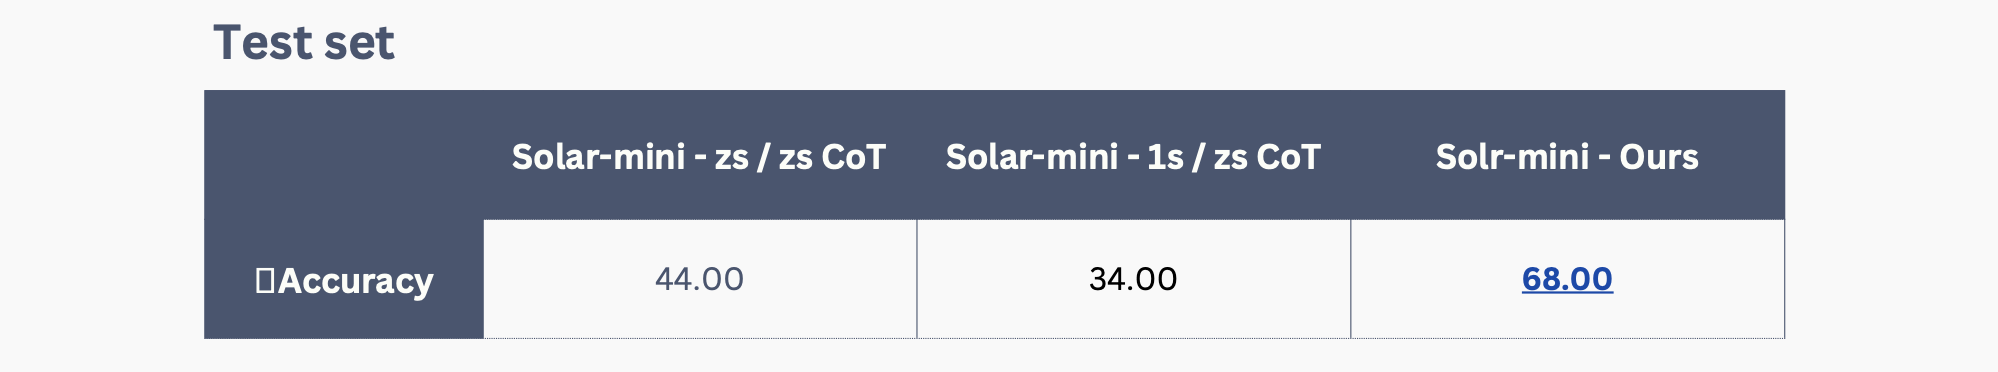 Test set
Solar-mini - zs / zs CoT Solar-mini - 1s / zs CoT Solr-mini - Ours
Accuracy 44.00 34.00 68.00